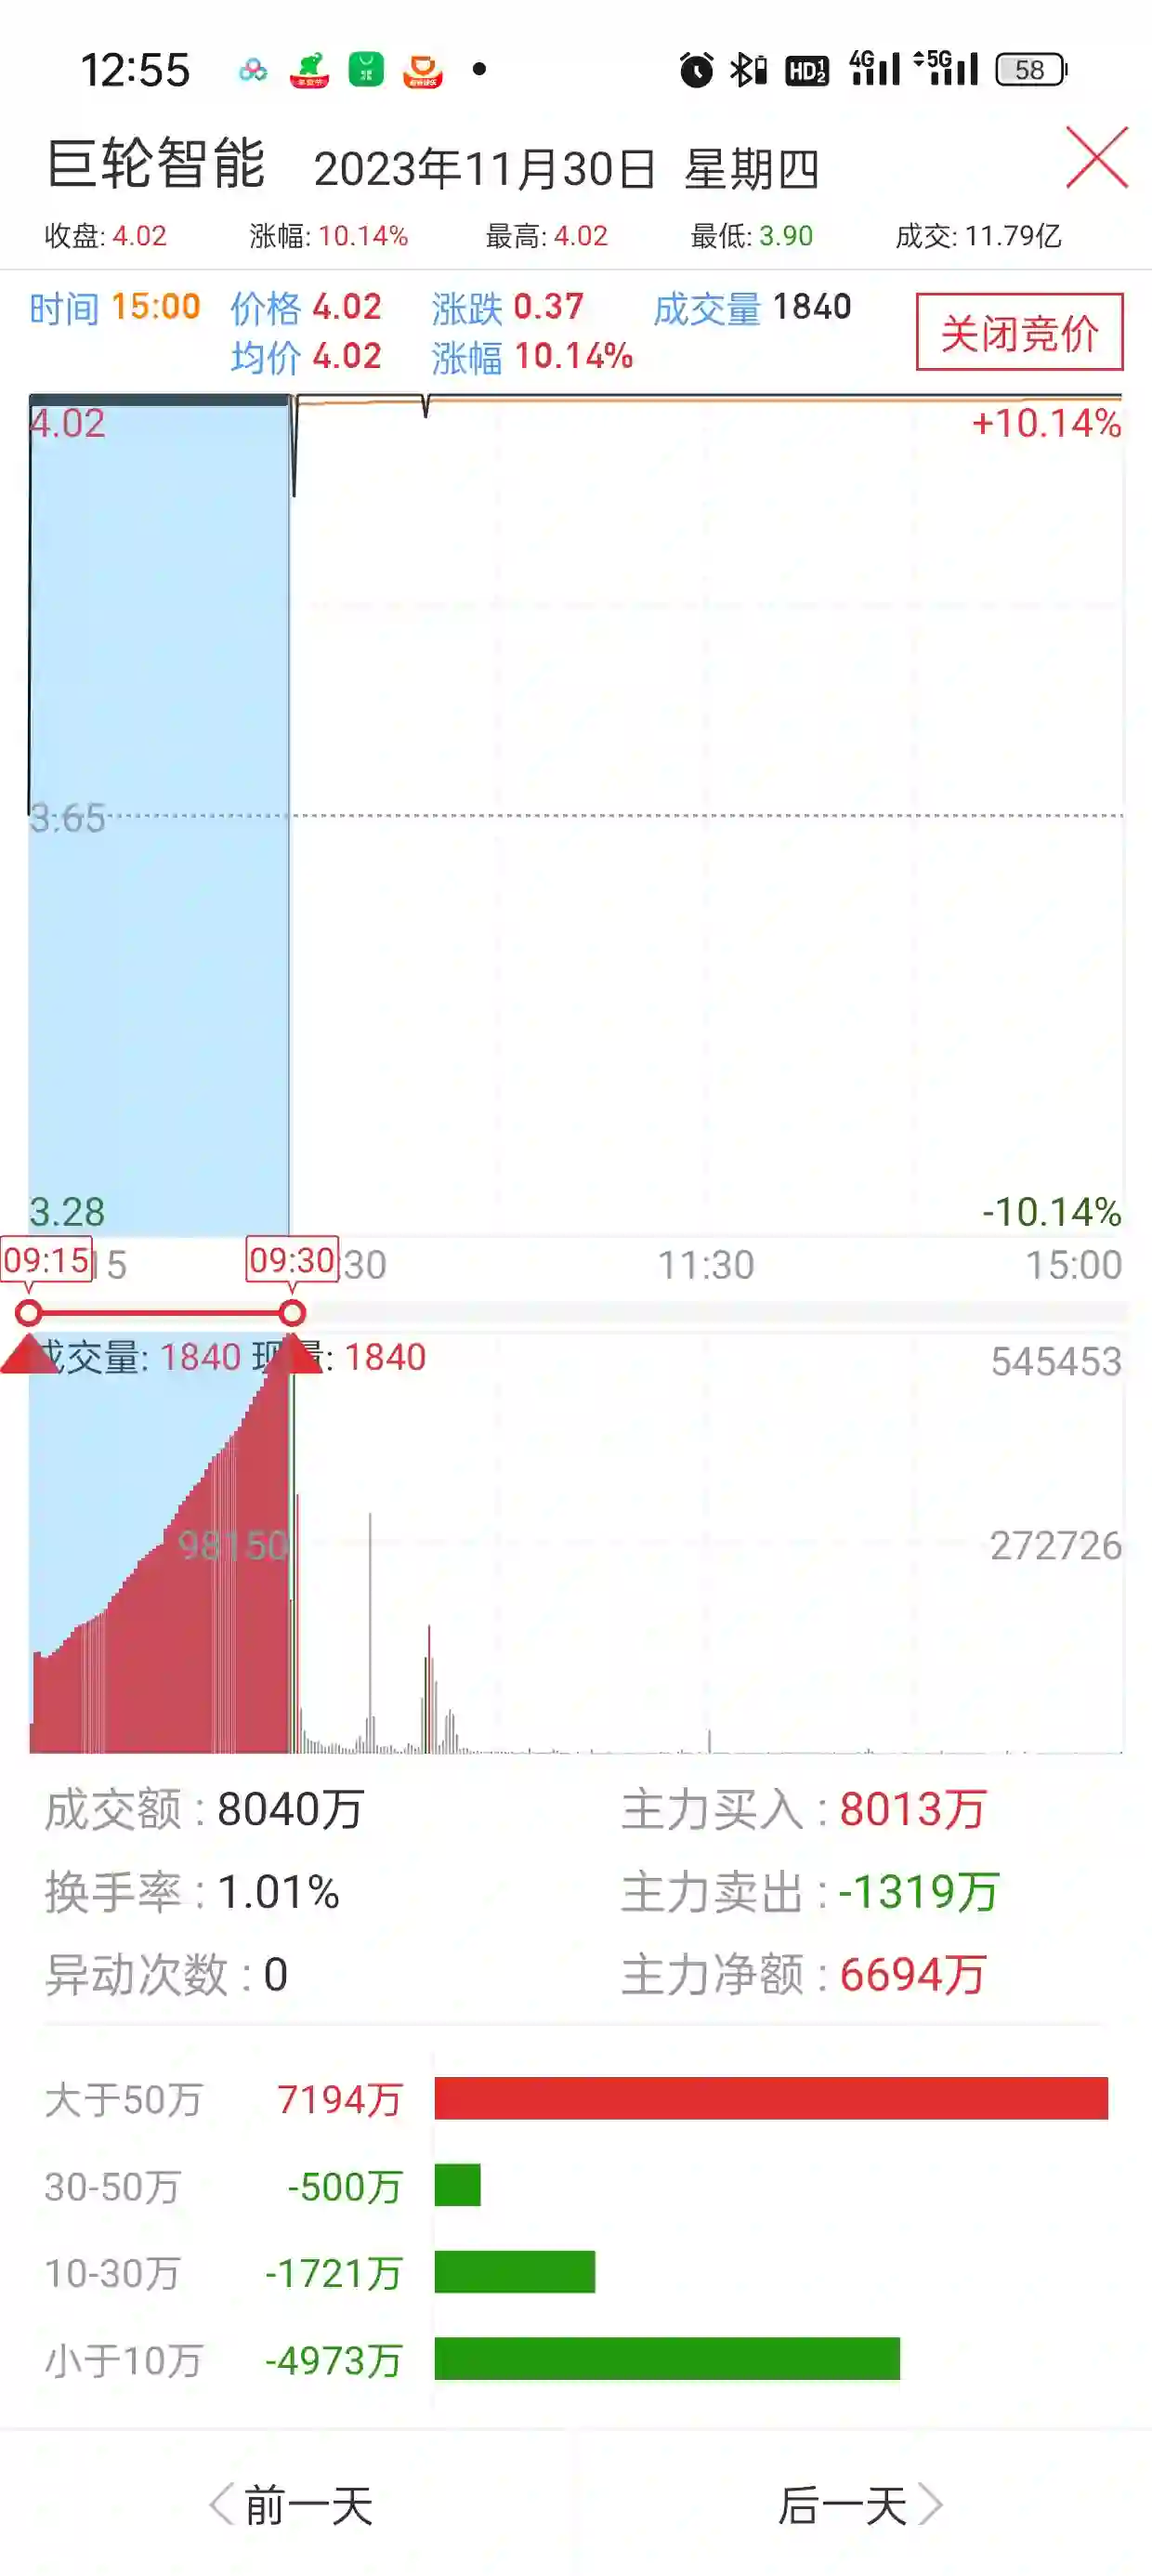 12:55 HD 1 2 4G 5G 58
巨轮智能 2023年11月30日 星期四
收盘: 4.02 涨幅: 10.14% 最高: 4.02 最低: 3.90 成交: 11.79亿
时间 15:00 价格 4.02 涨跌 0.37 成交量 1840
均价 4.02 涨幅 10.14%
关闭竞价
4.02 +10.14%
3.65
3.28 -10.14%
09:15 15 09:30 :30 11:30 15:00
成交量: 1840 现量: 1840 545453
98150 272726
成交额 : 8040万 主力买入 : 8013万
换手率 : 1.01% 主力卖出 : -1319万
异动次数 : 0 主力净额 : 6694万
大于50万 7194万
30-50万 -500万
10-30万 -1721万
小于10万 -4973万
前一天 后一天